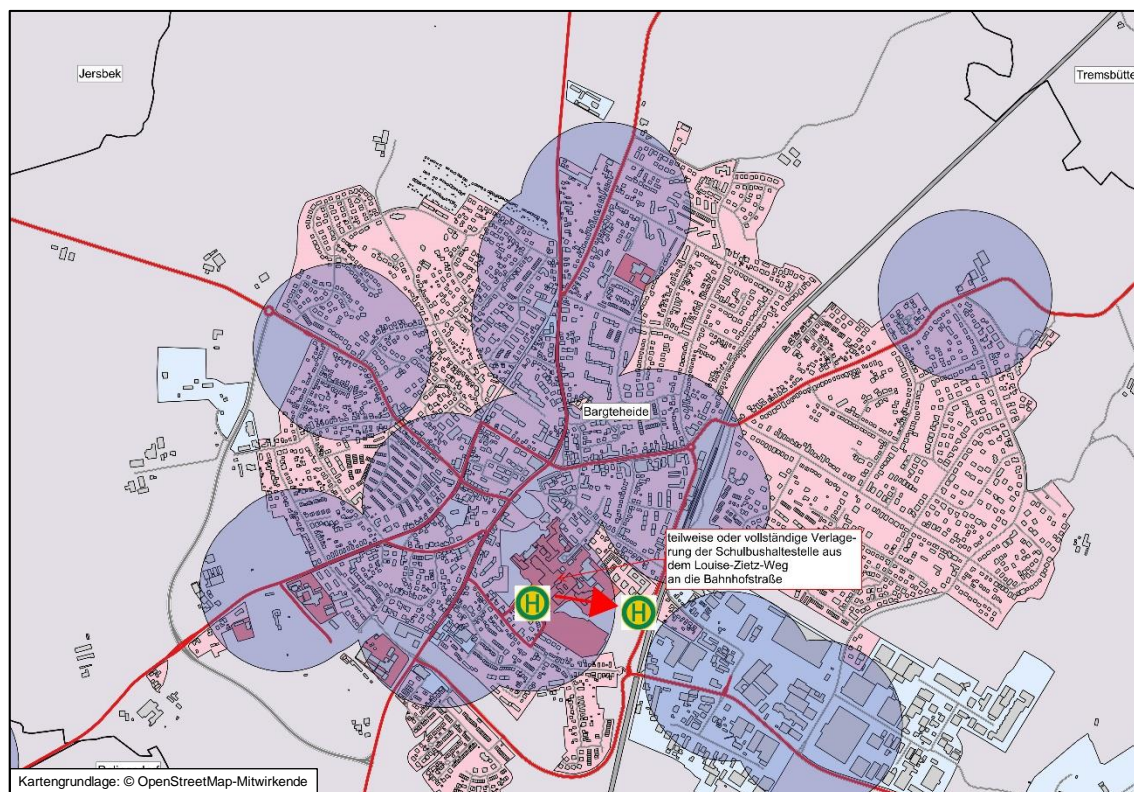 Jersbek
Tremsbütte
Bargteheide
teilweise oder vollständige Verlage-
rung der Schulbushaltestelle aus
dem Louise-Zietz-Weg
an die Bahnhofstraße
H
H
Kartengrundlage: © OpenStreetMap-Mitwirkende